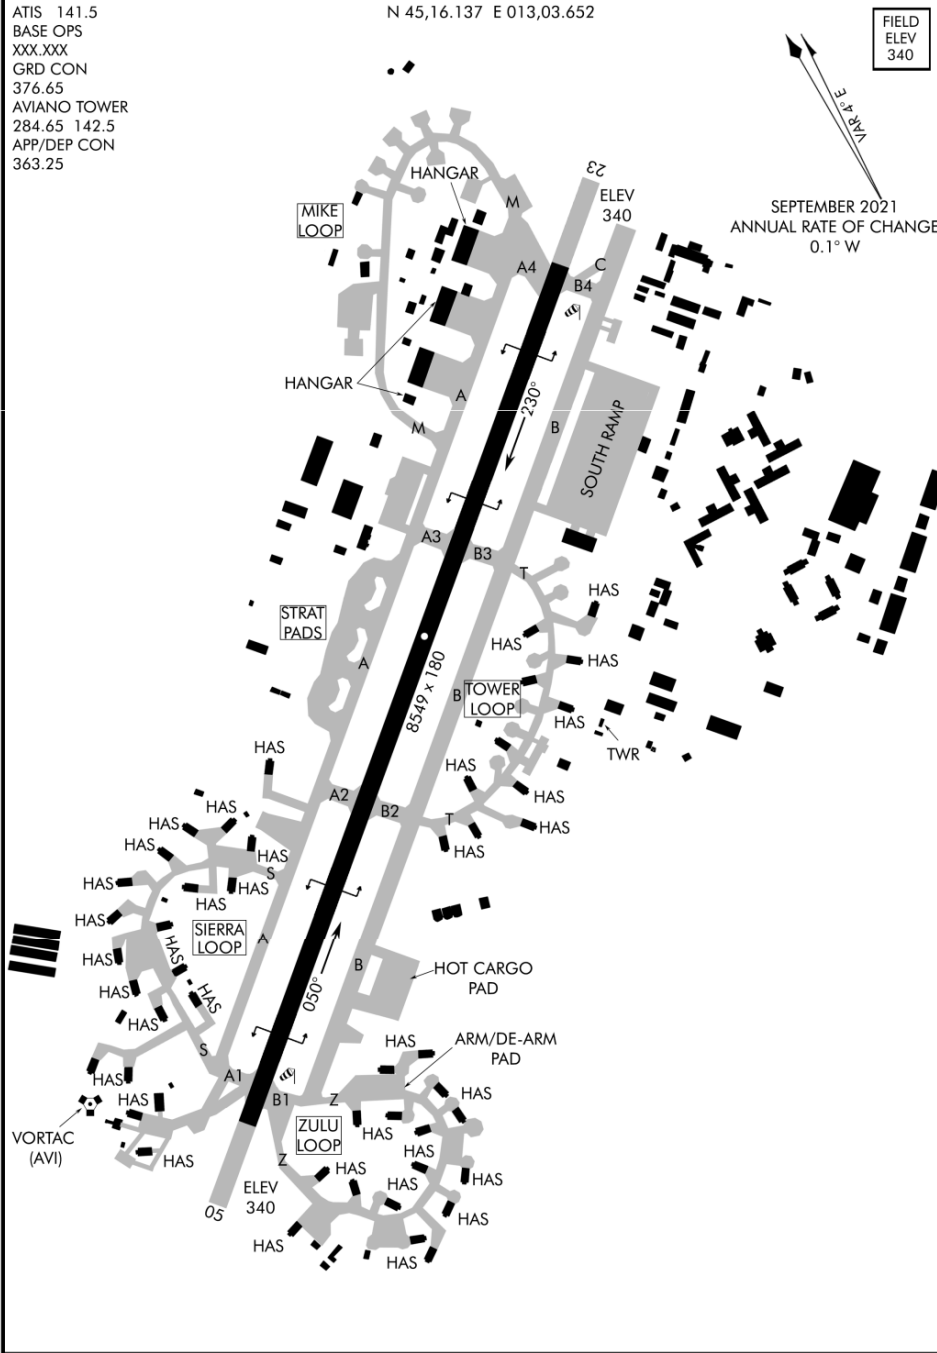 ATIS 141.5
BASE OPS
XXX.XXX
GRD CON
376.65
AVIANO TOWER
284.65 142.5
APP/DEP CON
363.25
N 45,16.137 E 013,03.652
FIELD
ELEV
340
VAR 4° E
SEPTEMBER 2021
ANNUAL RATE OF CHANGE
0.1° W
23
ELEV
340
HANGAR
MIKE
LOOP
M
A4
C
B4
HANGAR
A
M
230°
B
SOUTH RAMP
A3
B3
T
HAS
STRAT
PADS
HAS
HAS
A
8549 x 180
B
TOWER
LOOP
HAS
TWR
HAS
HAS
A2
B2
T
HAS
HAS
HAS
HAS
HAS
HAS
HAS
S
HAS
HAS
HAS
HAS
SIERRA
LOOP
A
HAS
HAS
HAS
B
HOT CARGO
PAD
HAS
HAS
050°
HAS
S
ARM/DE-ARM
PAD
HAS
A1
HAS
B1
Z
HAS
HAS
VORTAC
(AVI)
ZULU
LOOP
HAS
HAS
HAS
Z
HAS
HAS
HAS
ELEV
340
05
HAS
HAS
HAS